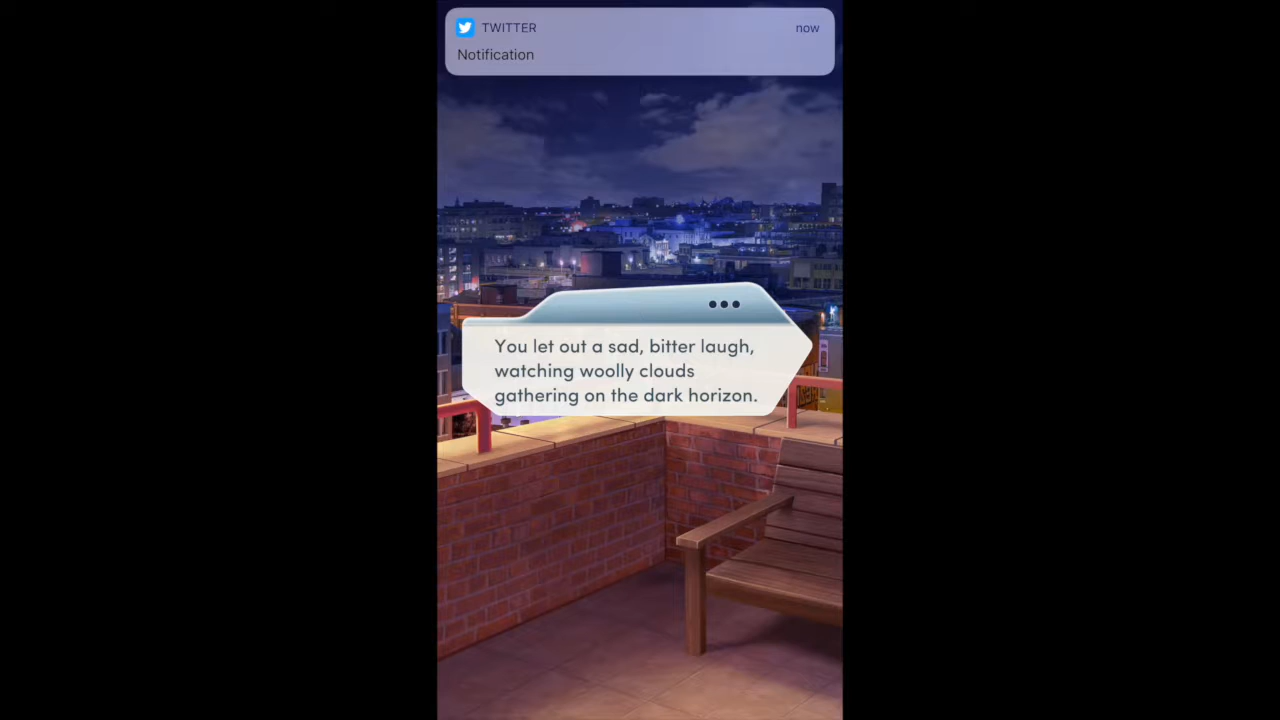 TWITTER now
Notification
You let out a sad, bitter laugh,
watching woolly clouds
gathering on the dark horizon.